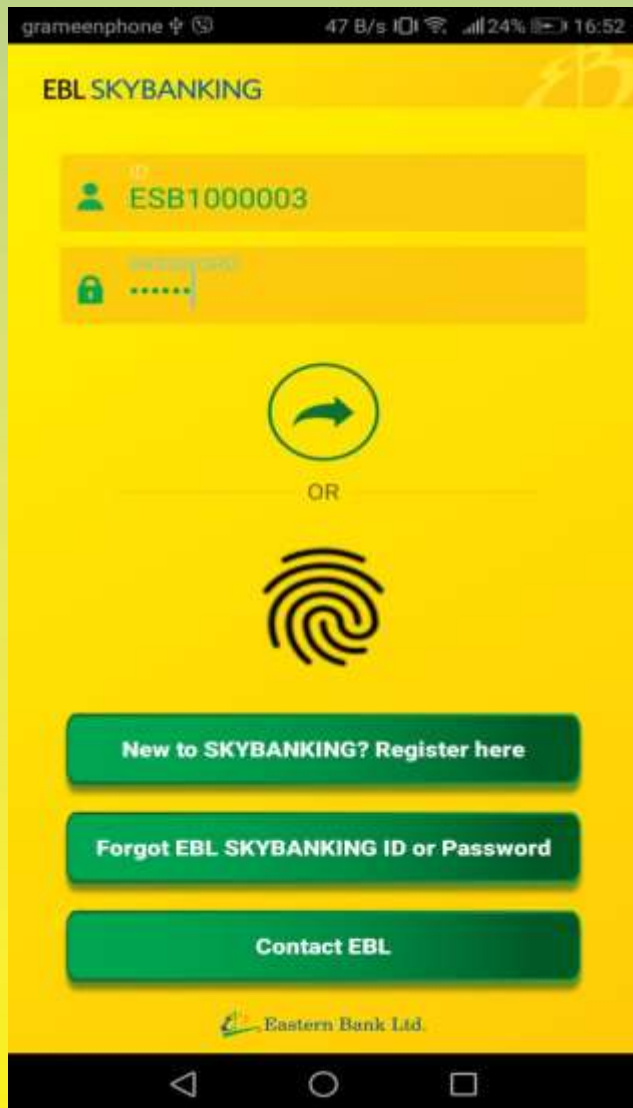 grameenphone 47 B/s 24% 16:52
EBL SKYBANKING
ID
ESB1000003
PASSWORD
••••••
OR
New to SKYBANKING? Register here
Forgot EBL SKYBANKING ID or Password
Contact EBL
Eastern Bank Ltd.